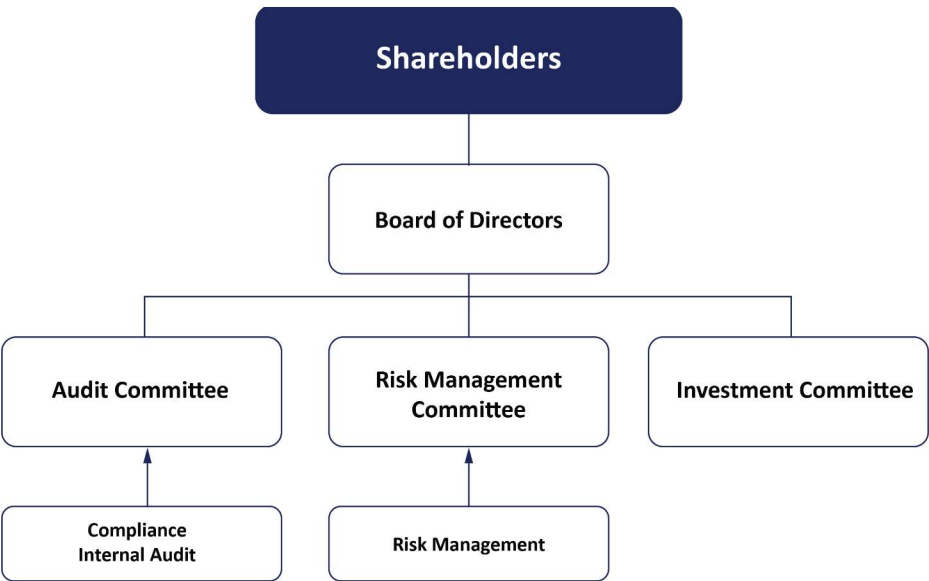 Shareholders
Board of Directors
Audit Committee
Risk Management
Committee
Investment Committee
Compliance
Internal Audit
Risk Management